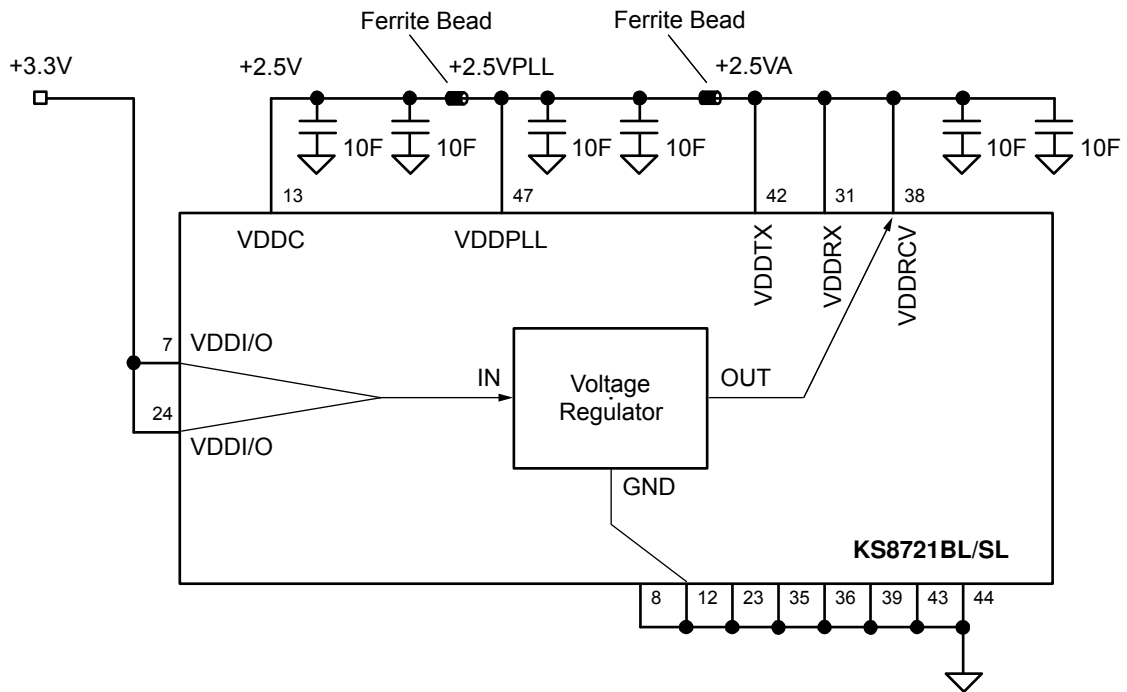 Ferrite Bead
Ferrite Bead
+3.3V
+2.5V
+2.5VPLL
+2.5VA
10F
10F
10F
10F
10F
10F
13
47
42
31
38
VDDC
VDDPLL
VDDTX
VDDRX
VDDRCV
7
VDDI/O
24
VDDI/O
IN
Voltage
Regulator
OUT
GND
KS8721BL/SL
8
12
23
35
36
39
43
44